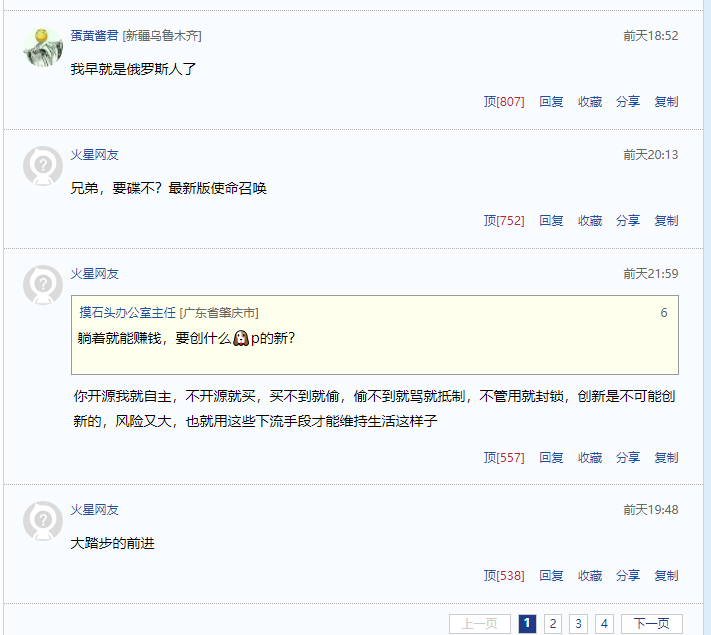 蛋黄酱君 [新疆乌鲁木齐] 前天18:52
我早就是俄罗斯人了
顶[807] 回复 收藏 分享 复制
火星网友 前天20:13
兄弟，要碟不？最新版使命召唤
顶[752] 回复 收藏 分享 复制
火星网友 前天21:59
摸石头办公室主任 [广东省肇庆市] 6
躺着就能赚钱，要创什么🐶p的新？
你开源我就自主，不开源就买，买不到就偷，偷不到就骂就抵制，不管用就封锁，创新是不可能创
新的，风险又大，也就用这些下流手段才能维持生活这样子
顶[557] 回复 收藏 分享 复制
火星网友 前天19:48
大踏步的前进
顶[538] 回复 收藏 分享 复制
上一页 1 2 3 4 下一页